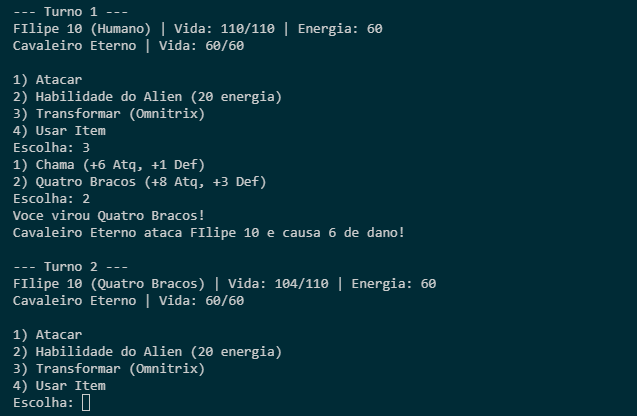 --- Turno 1 ---
FIlipe 10 (Humano) | Vida: 110/110 | Energia: 60
Cavaleiro Eterno | Vida: 60/60
1) Atacar
2) Habilidade do Alien (20 energia)
3) Transformar (Omnitrix)
4) Usar Item
Escolha: 3
1) Chama (+6 Atq, +1 Def)
2) Quatro Bracos (+8 Atq, +3 Def)
Escolha: 2
Voce virou Quatro Bracos!
Cavaleiro Eterno ataca FIlipe 10 e causa 6 de dano!
--- Turno 2 ---
FIlipe 10 (Quatro Bracos) | Vida: 104/110 | Energia: 60
Cavaleiro Eterno | Vida: 60/60
1) Atacar
2) Habilidade do Alien (20 energia)
3) Transformar (Omnitrix)
4) Usar Item
Escolha: